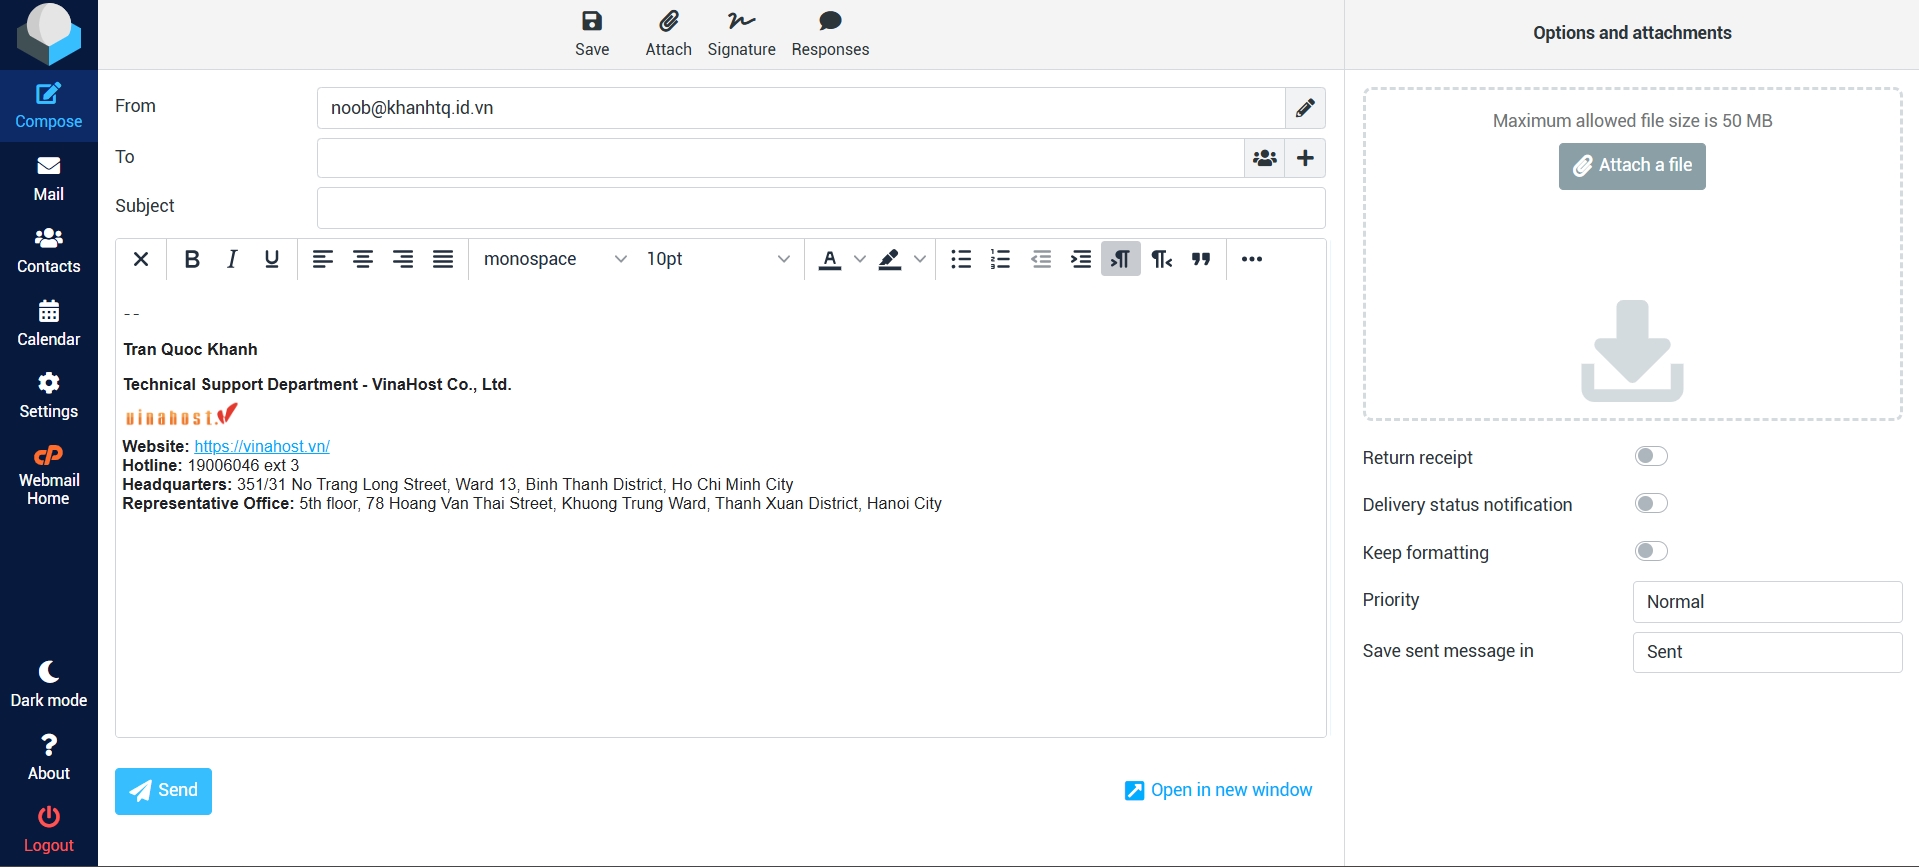 Save
Attach
Signature
Responses
Options and attachments
Compose
Mail
Contacts
Calendar
Settings
cP
Webmail
Home
Dark mode
About
Logout
From
noob@khanhtq.id.vn
To
Subject
B I U
monospace
10pt
A
--
Tran Quoc Khanh
Technical Support Department - VinaHost Co., Ltd.
vinahost.
Website: https://vinahost.vn/
Hotline: 19006046 ext 3
Headquarters: 351/31 No Trang Long Street, Ward 13, Binh Thanh District, Ho Chi Minh City
Representative Office: 5th floor, 78 Hoang Van Thai Street, Khuong Trung Ward, Thanh Xuan District, Hanoi City
Send
Open in new window
Maximum allowed file size is 50 MB
Attach a file
Return receipt
Delivery status notification
Keep formatting
Priority
Normal
Save sent message in
Sent